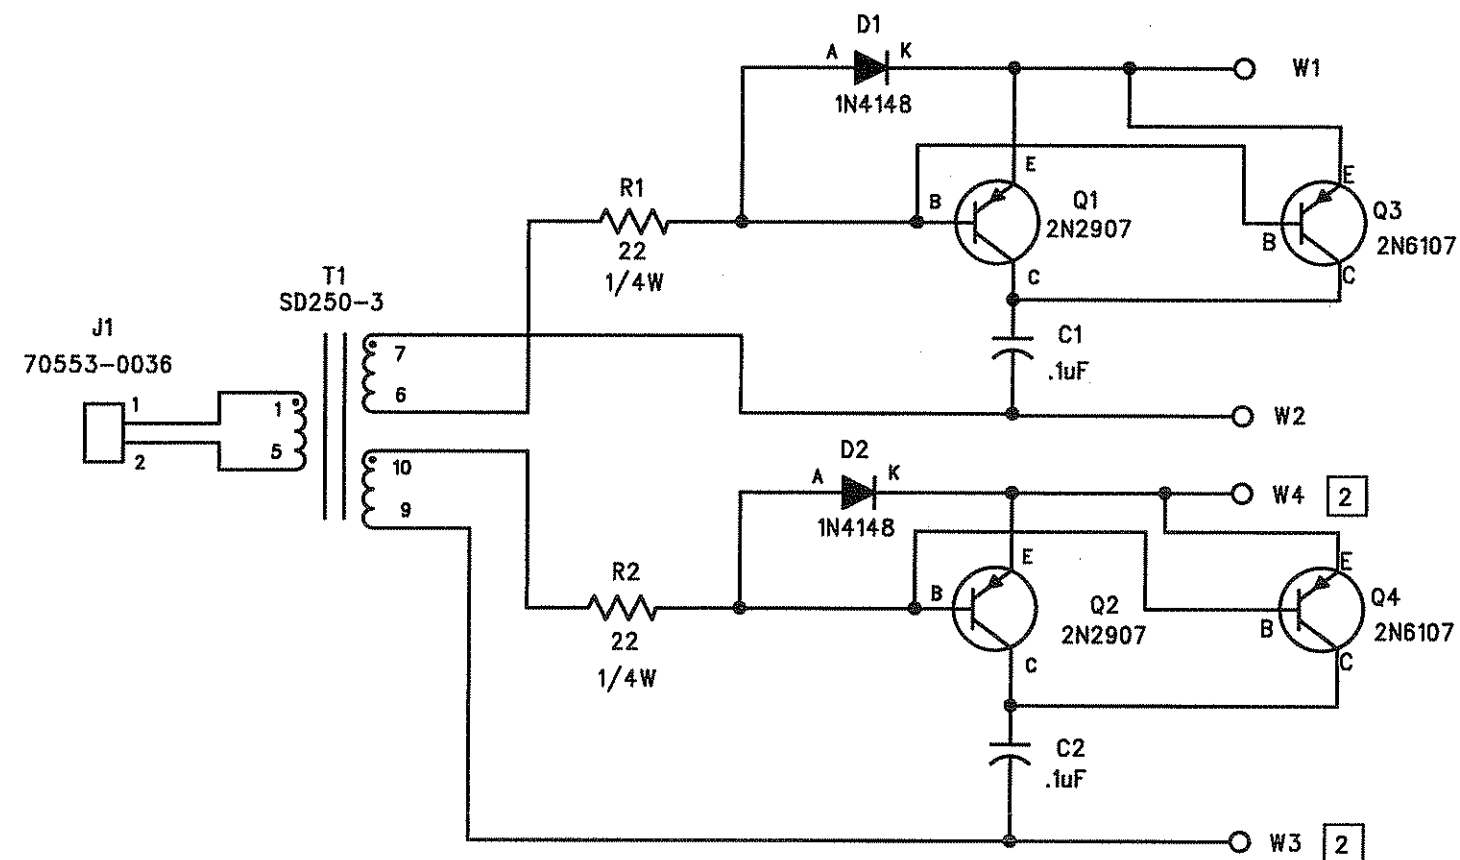 D1
A K
1N4148
W1
E
B
Q1
2N2907
C
E
B
Q3
2N6107
C
R1
22
1/4W
T1
SD250-3
J1
70553-0036
1
2
1
5
7
6
10
9
C1
.1uF
W2
D2
A K
1N4148
W4 2
E
B
Q2
2N2907
C
E
B
Q4
2N6107
C
R2
22
1/4W
C2
.1uF
W3 2